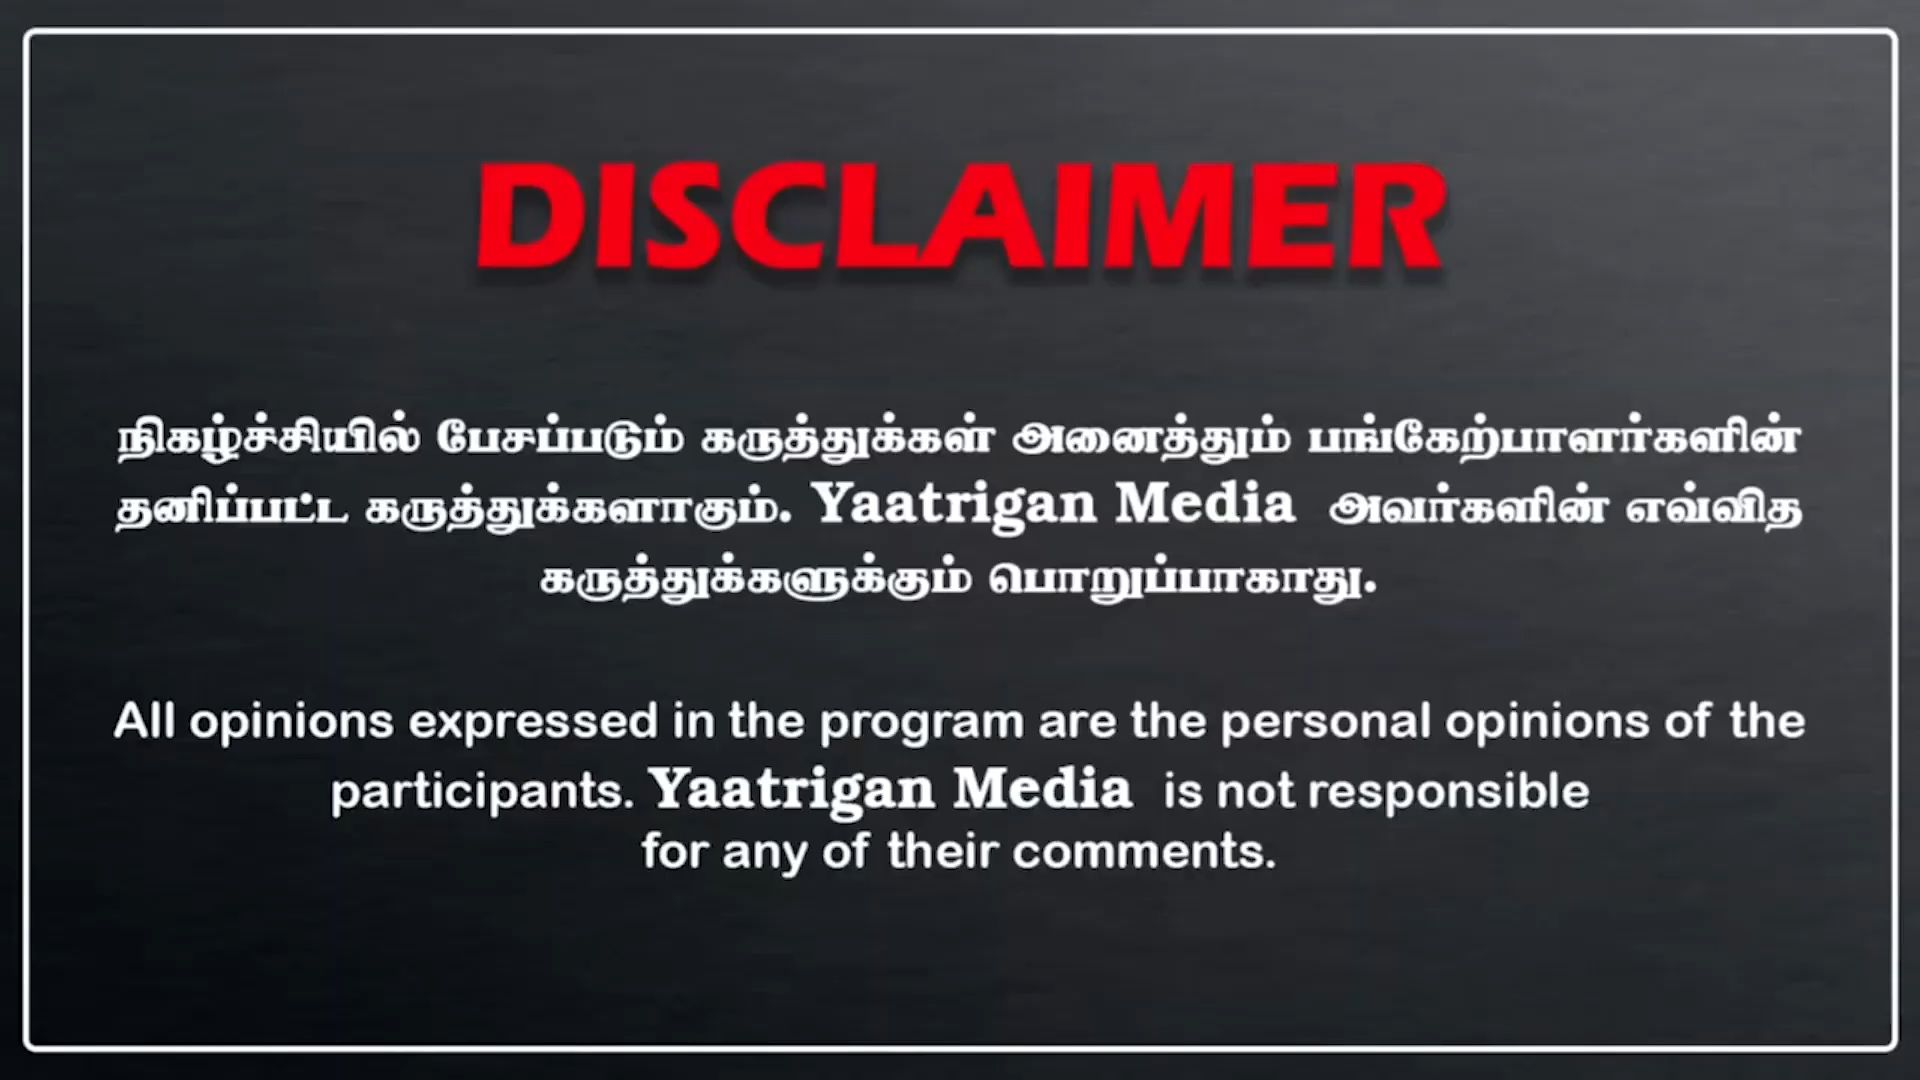 DISCLAIMER
நிகழ்ச்சியில் பேசப்படும் கருத்துக்கள் அனைத்தும் பங்கேற்பாளர்களின்
தனிப்பட்ட கருத்துக்களாகும். Yaatrigan Media அவர்களின் எவ்வித
கருத்துக்களுக்கும் பொறுப்பாகாது.
All opinions expressed in the program are the personal opinions of the
participants. Yaatrigan Media is not responsible
for any of their comments.